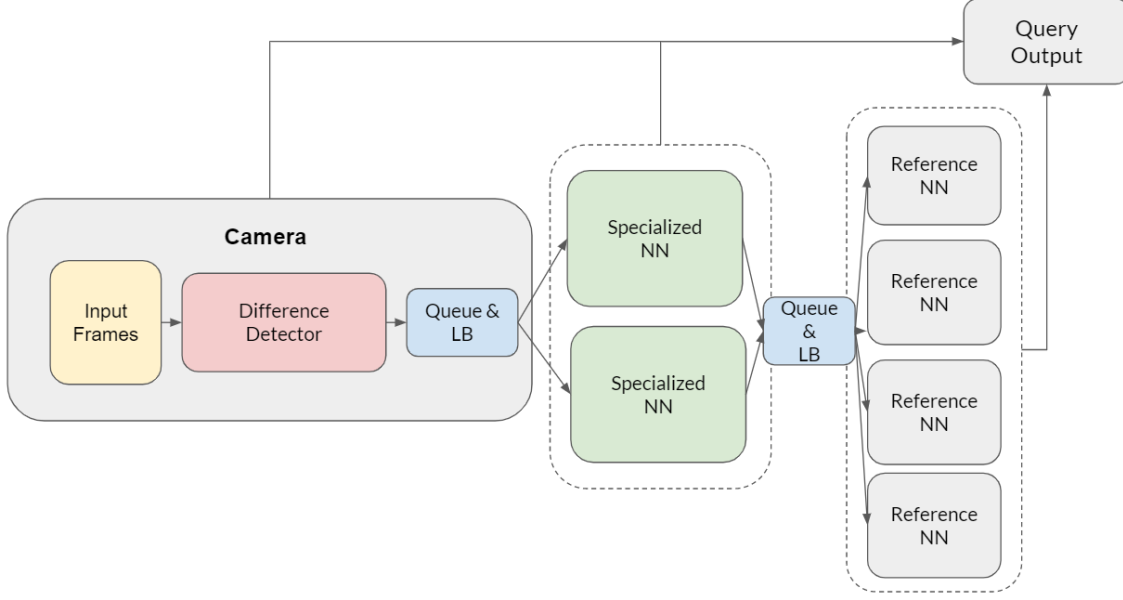 Query
Output
Camera
Input
Frames
Difference
Detector
Queue &
LB
Specialized
NN
Specialized
NN
Queue
&
LB
Reference
NN
Reference
NN
Reference
NN
Reference
NN